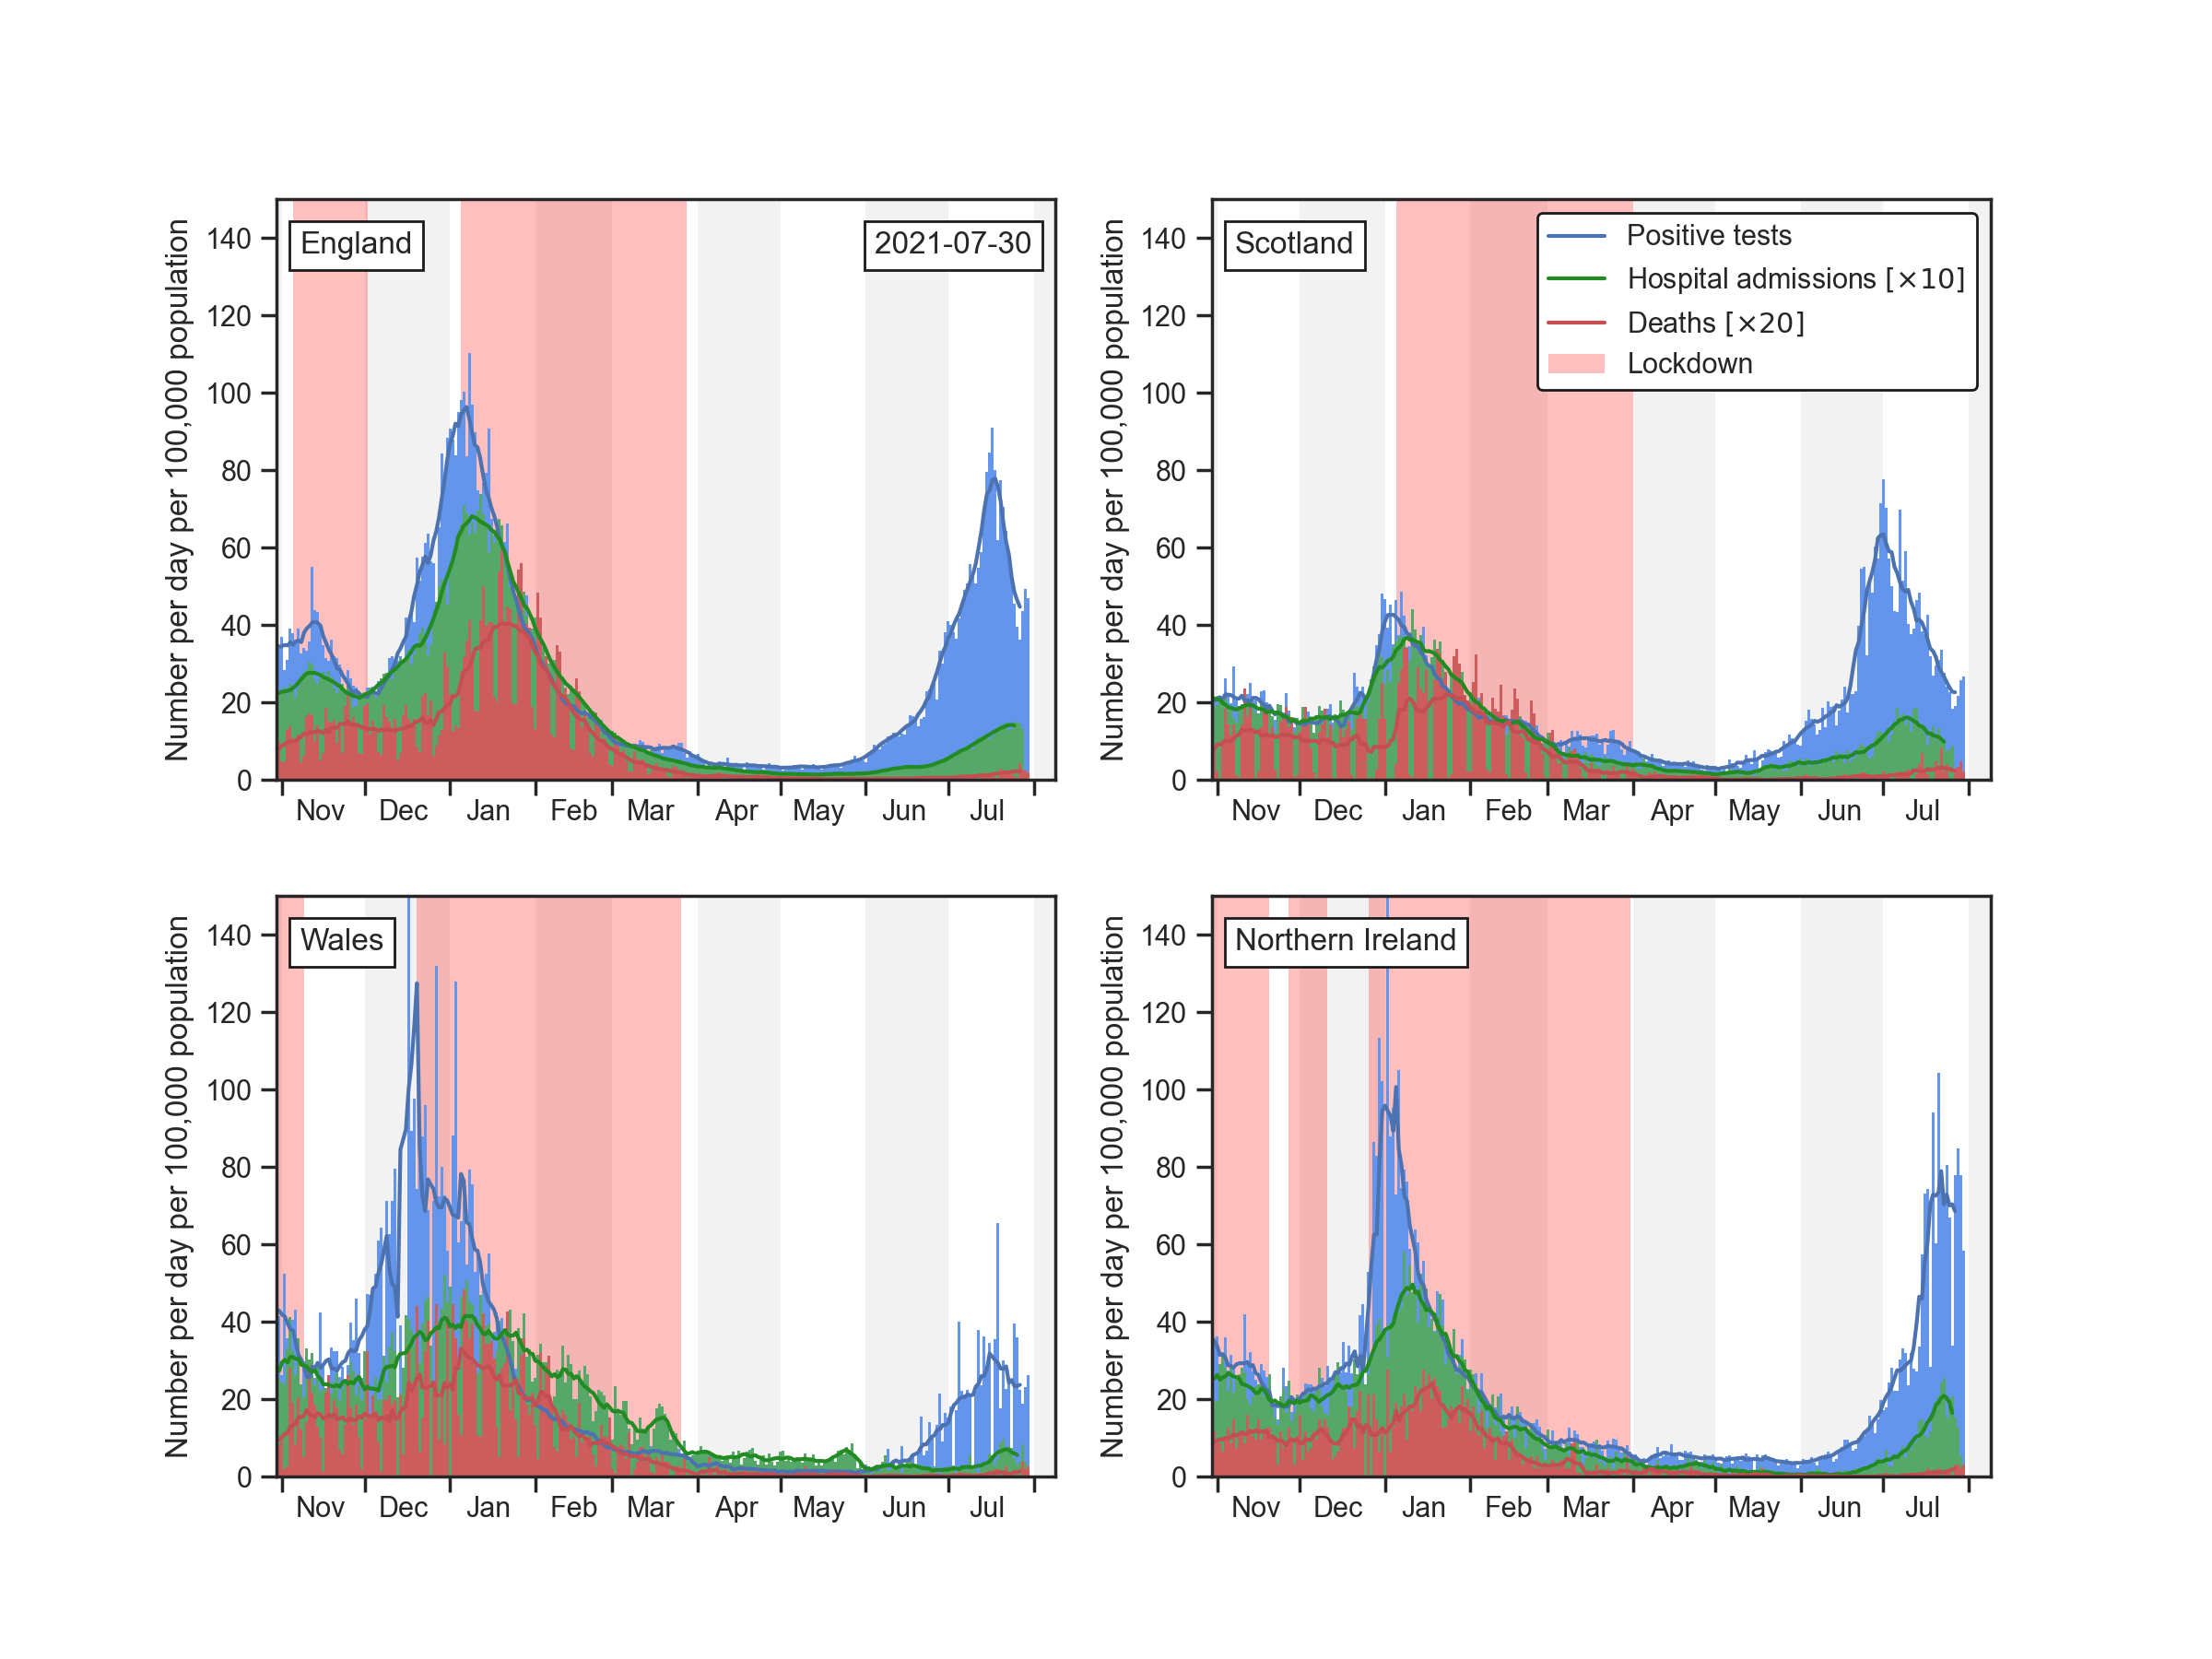 England
2021-07-30
Number per day per 100,000 population
140
120
100
80
60
40
20
0
Nov Dec Jan Feb Mar Apr May Jun Jul
Scotland
Positive tests
Hospital admissions [×10]
Deaths [×20]
Lockdown
Number per day per 100,000 population
140
120
100
80
60
40
20
0
Nov Dec Jan Feb Mar Apr May Jun Jul
Wales
Number per day per 100,000 population
140
120
100
80
60
40
20
0
Nov Dec Jan Feb Mar Apr May Jun Jul
Northern Ireland
Number per day per 100,000 population
140
120
100
80
60
40
20
0
Nov Dec Jan Feb Mar Apr May Jun Jul